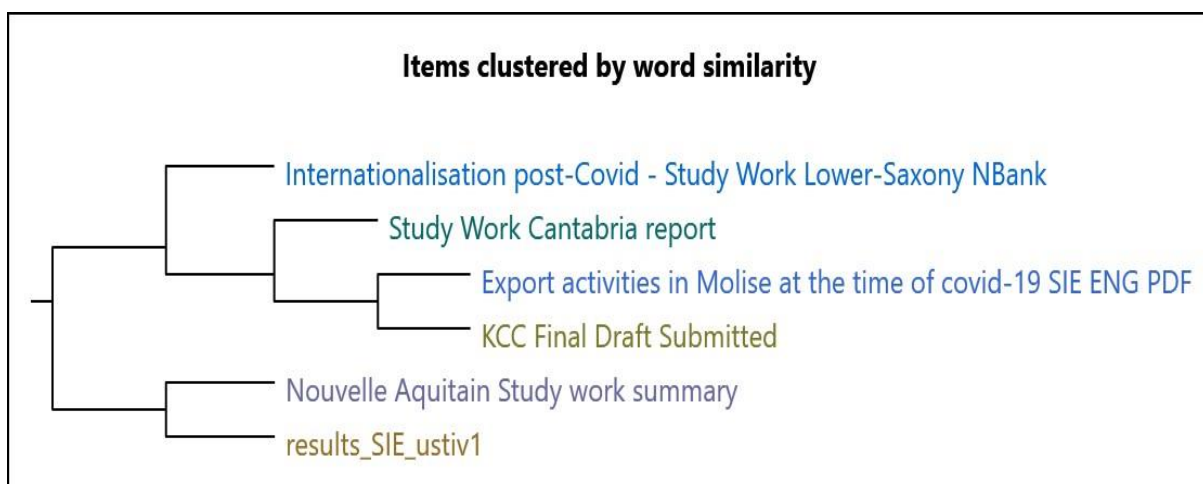 Items clustered by word similarity
Internationalisation post-Covid - Study Work Lower-Saxony NBank
Study Work Cantabria report
Export activities in Molise at the time of covid-19 SIE ENG PDF
KCC Final Draft Submitted
Nouvelle Aquitain Study work summary
results_SIE_ustiv1